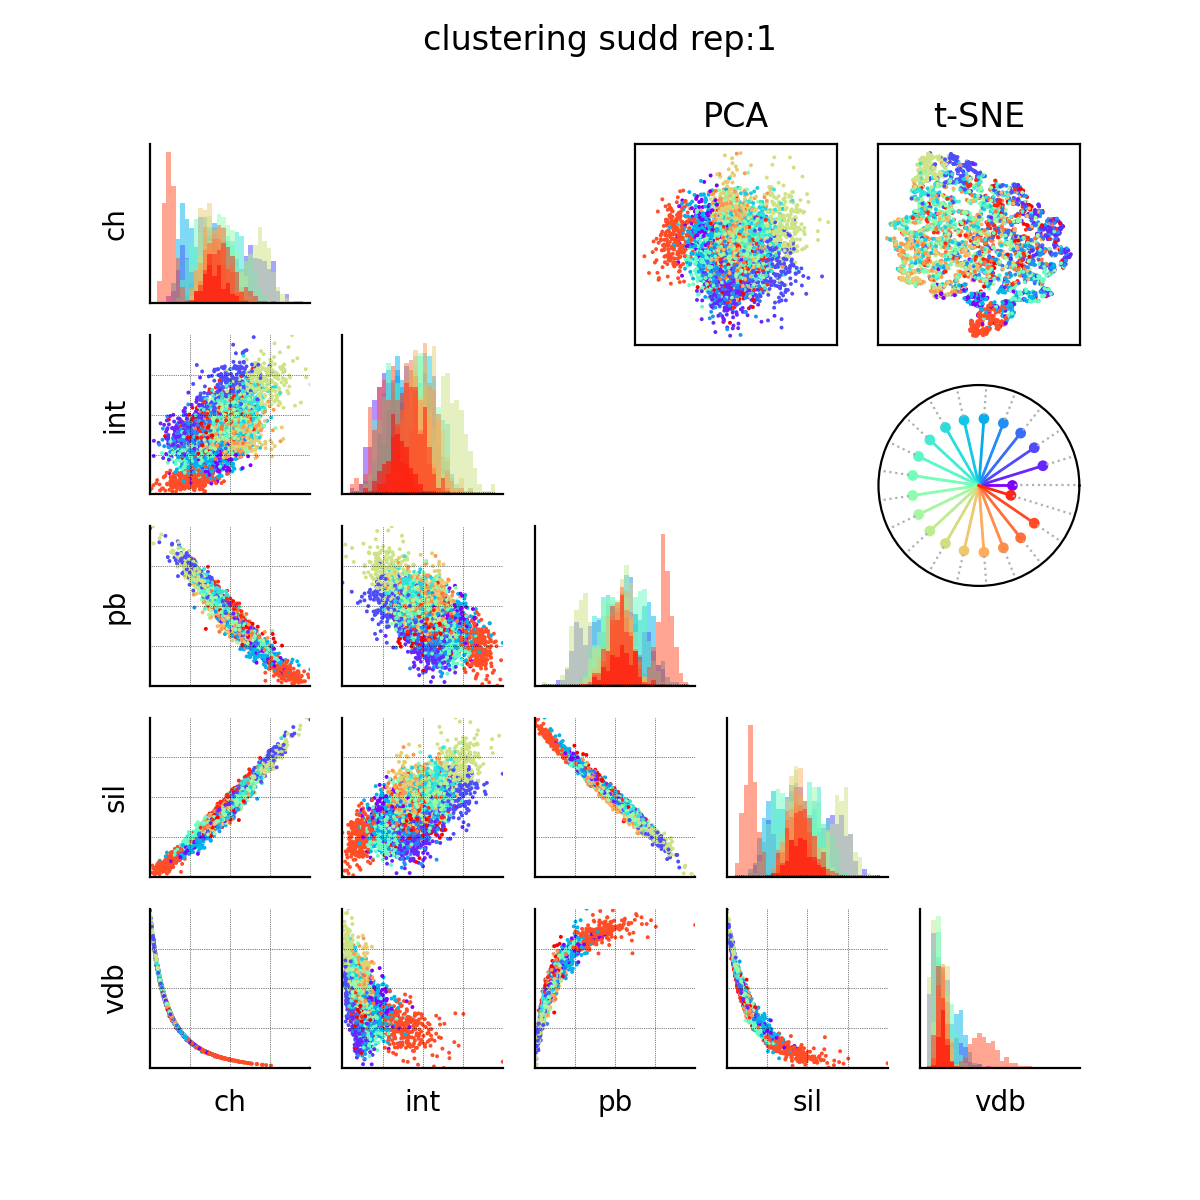 clustering sudd rep:1
PCA
t-SNE
ch
int
pb
sil
vdb
ch
int
pb
sil
vdb